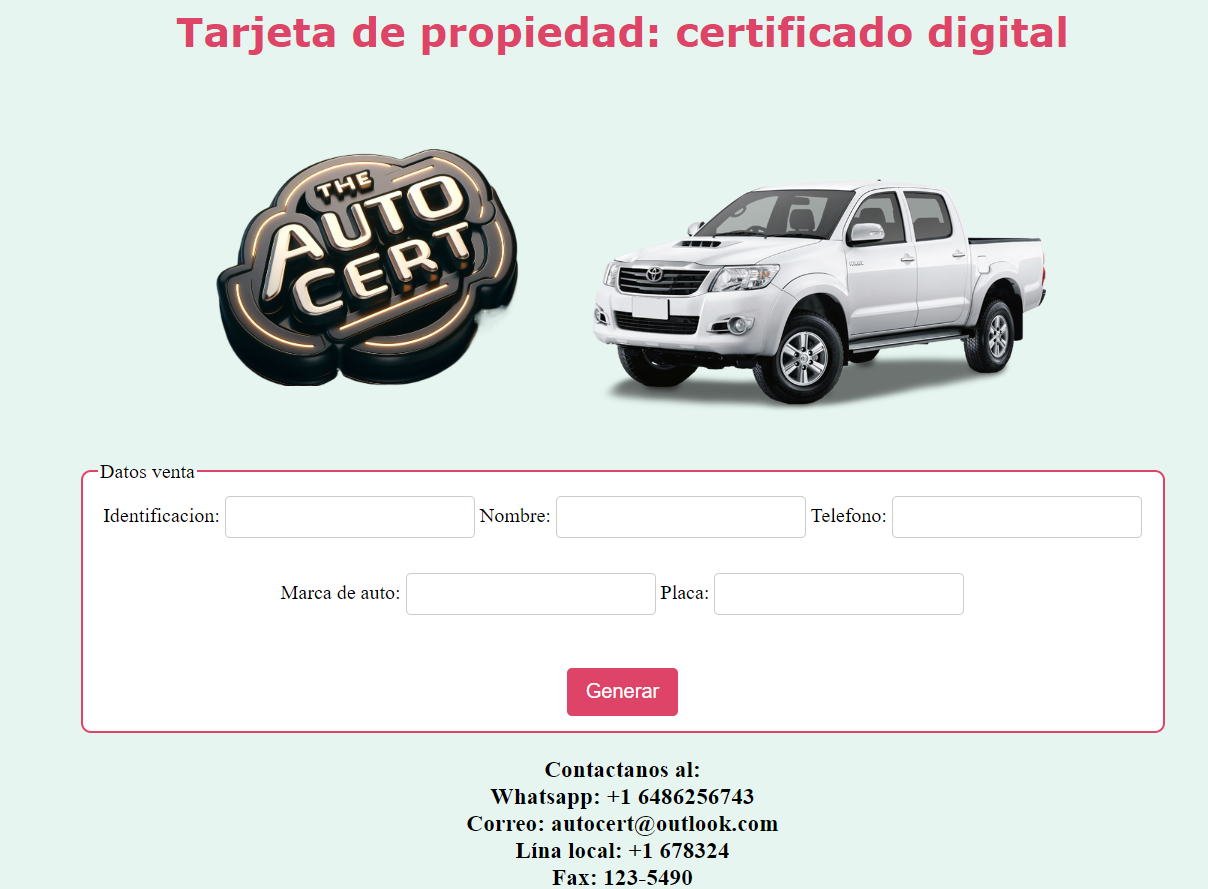 Tarjeta de propiedad: certificado digital
THE
AUTO
CERT
Datos venta
Identificacion: Nombre: Telefono:
Marca de auto: Placa:
Generar
Contactanos al:
Whatsapp: +1 6486256743
Correo: autocert@outlook.com
Lína local: +1 678324
Fax: 123-5490